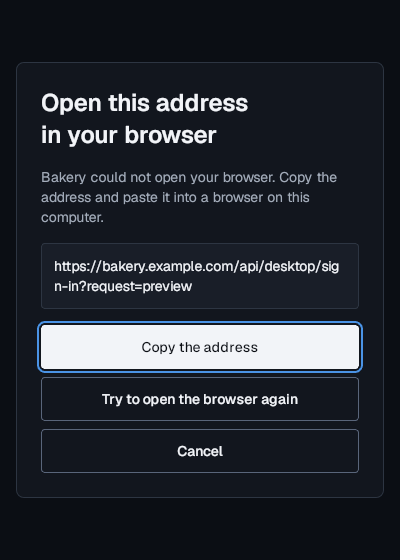 Open this address
in your browser
Bakery could not open your browser. Copy the
address and paste it into a browser on this
computer.
https://bakery.example.com/api/desktop/sig
n-in?request=preview
Copy the address
Try to open the browser again
Cancel